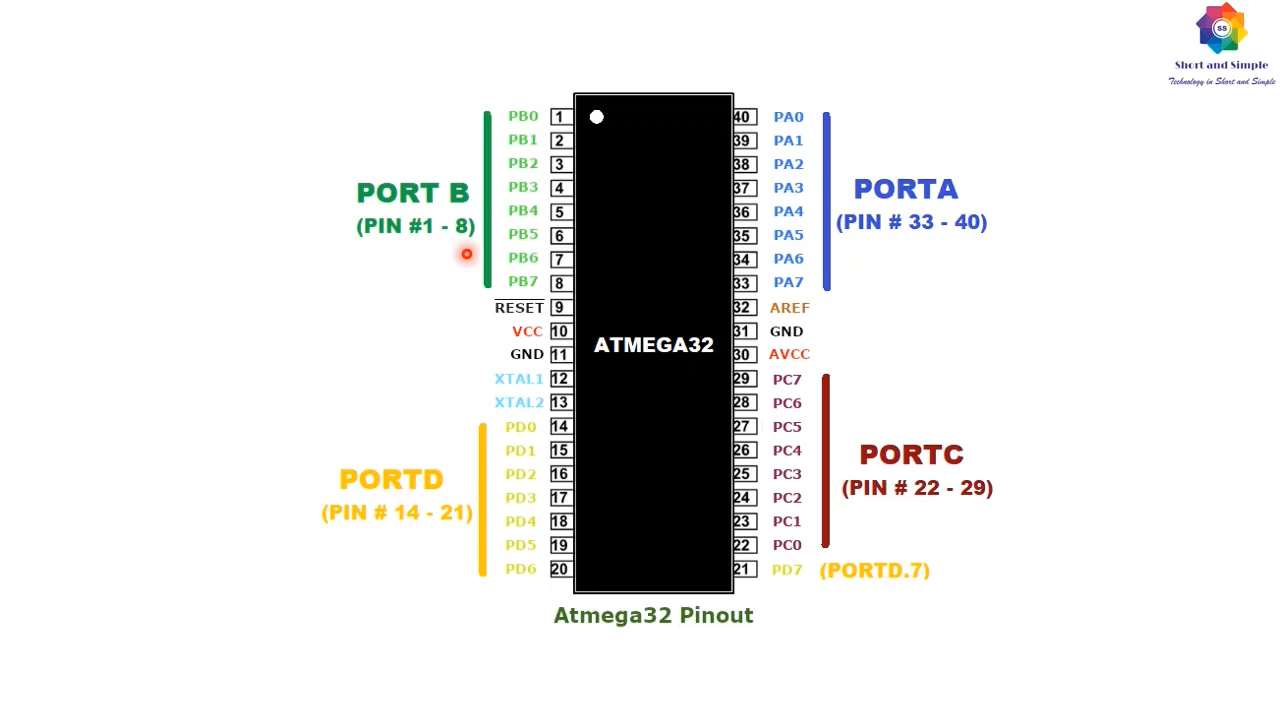 SS
Short and Simple
Technology in Short and Simple
PB0 1 40 PA0
PB1 2 39 PA1
PB2 3 38 PA2
PB3 4 37 PA3
PORT B
(PIN #1 - 8)
PORTA
(PIN # 33 - 40)
PB4 5 36 PA4
PB5 6 35 PA5
PB6 7 34 PA6
PB7 8 33 PA7
RESET 9 32 AREF
VCC 10 31 GND
ATMEGA32
GND 11 30 AVCC
XTAL1 12 29 PC7
XTAL2 13 28 PC6
PD0 14 27 PC5
PD1 15 26 PC4
PORTD
(PIN # 14 - 21)
PORTC
(PIN # 22 - 29)
PD2 16 25 PC3
PD3 17 24 PC2
PD4 18 23 PC1
PD5 19 22 PC0
PD6 20 21 PD7 (PORTD.7)
Atmega32 Pinout